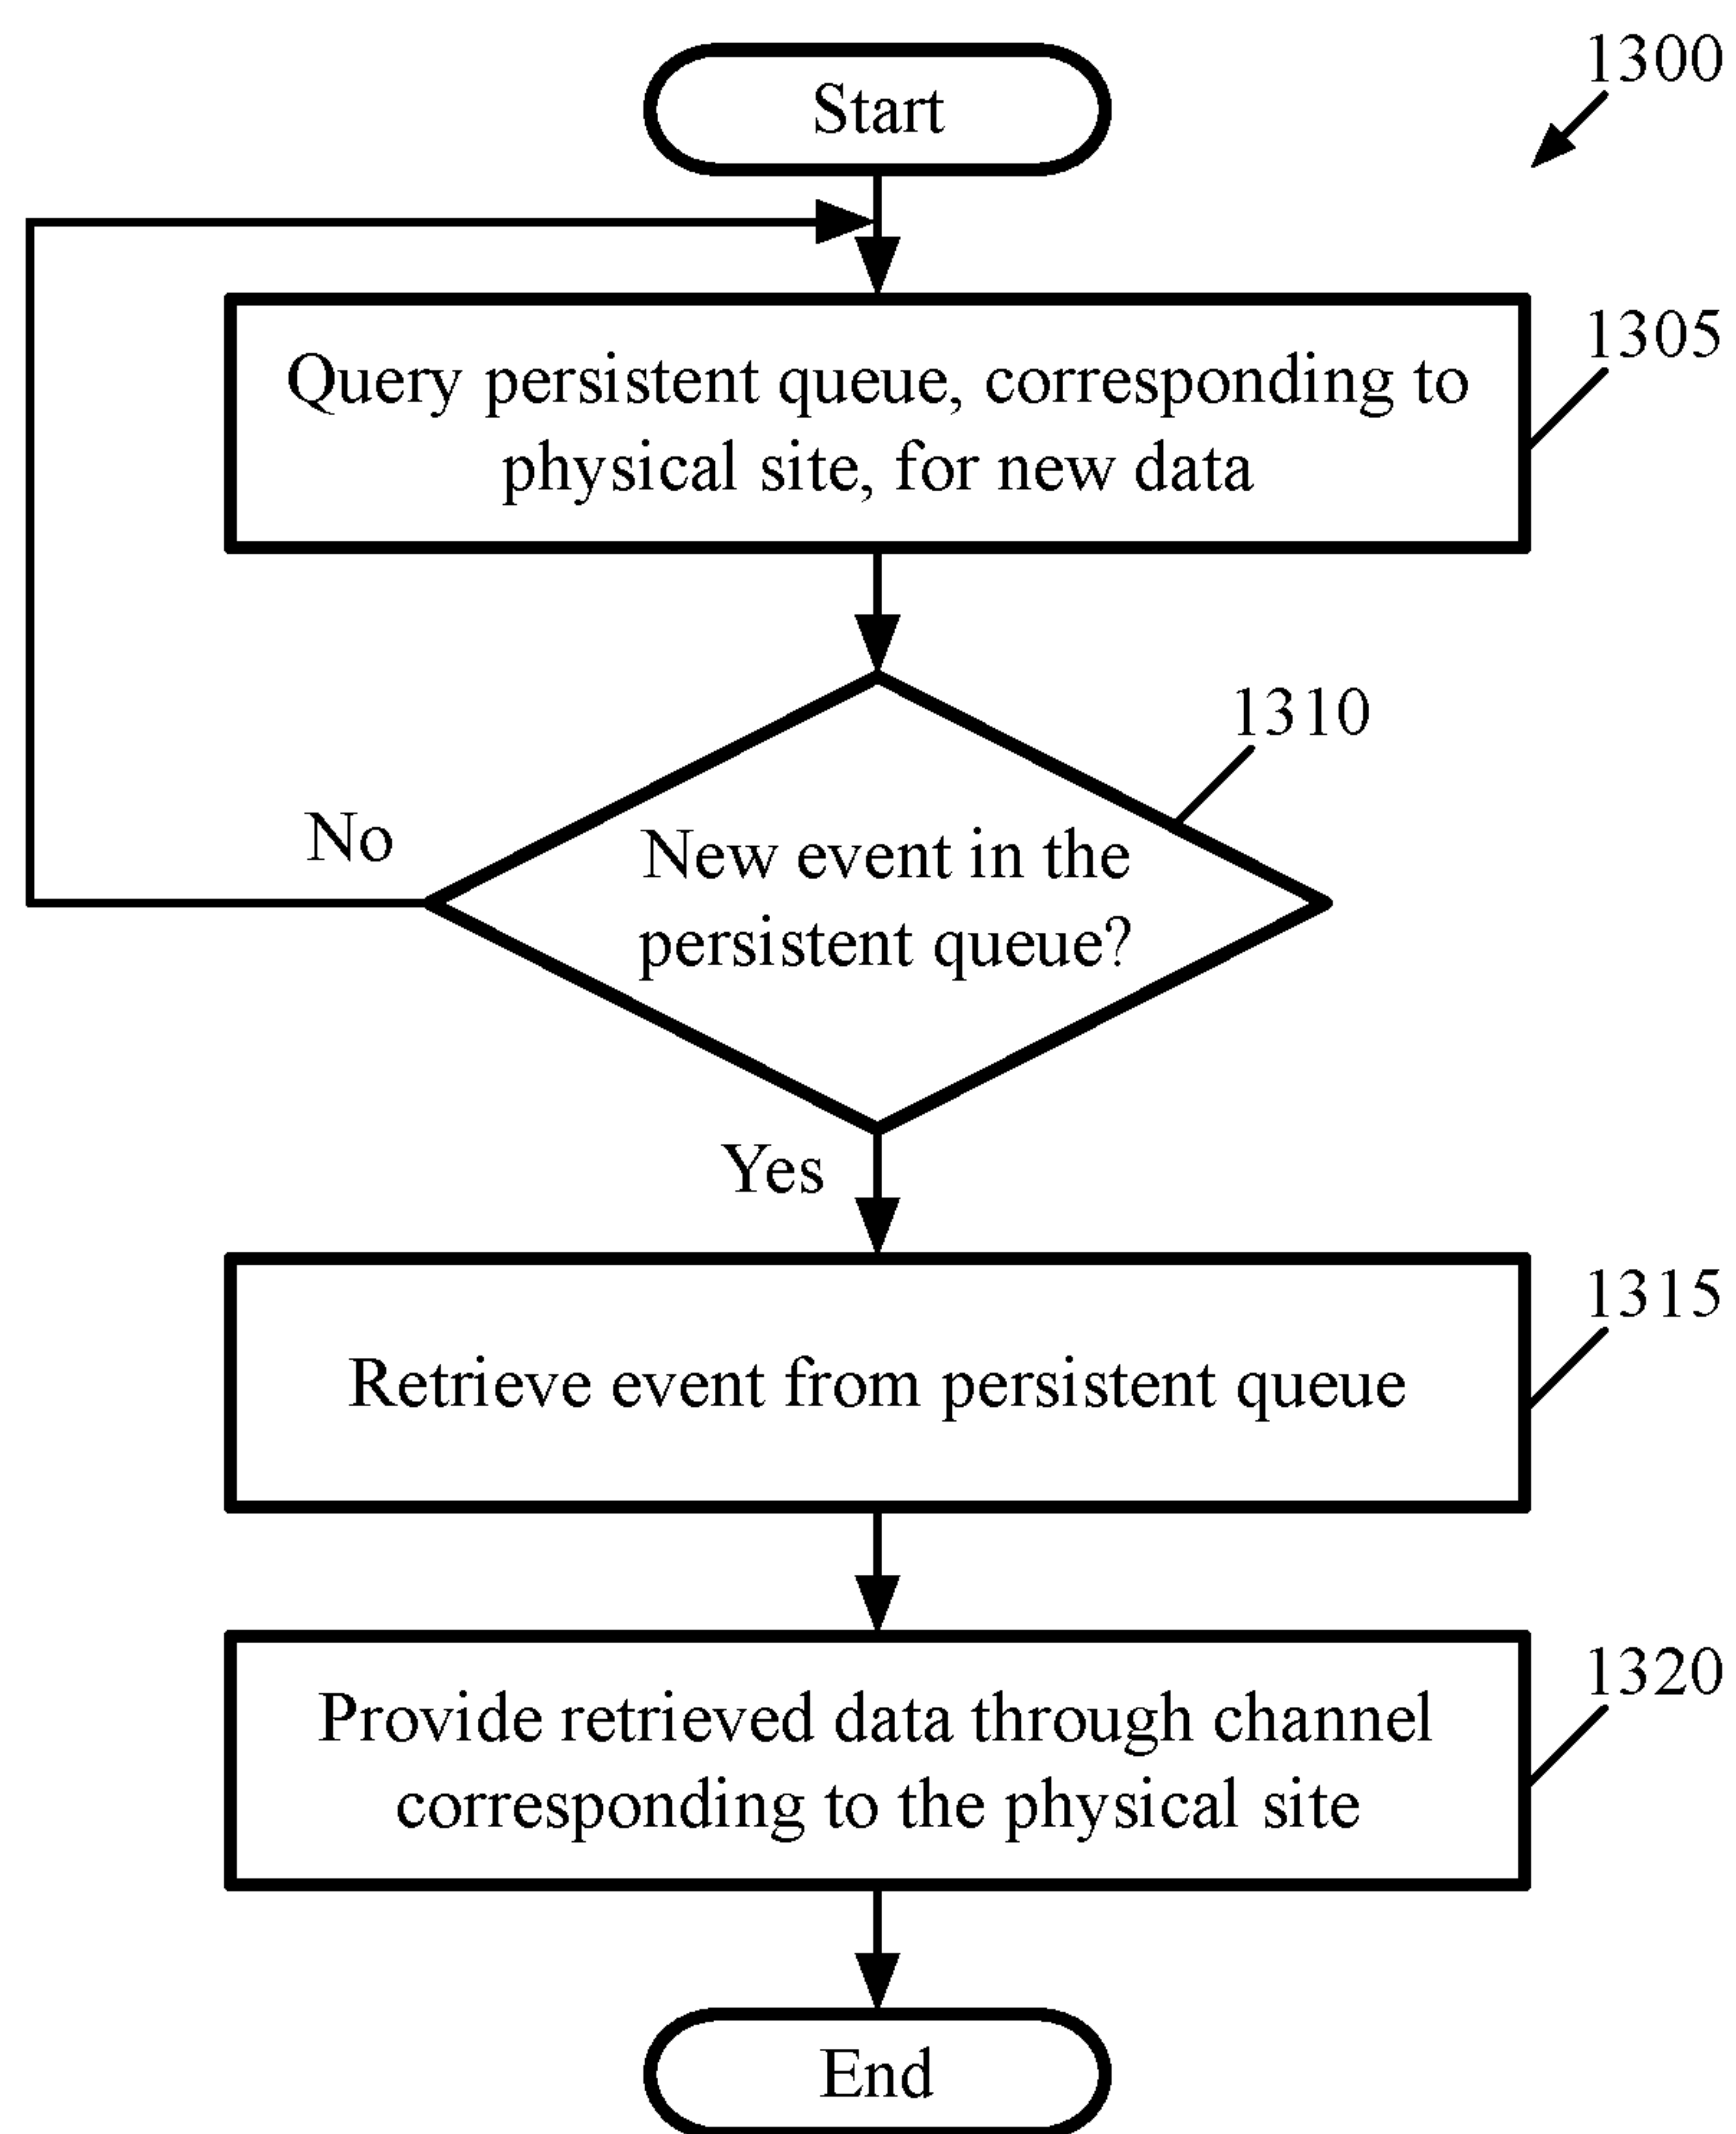 Start
1300
Query persistent queue, corresponding to
physical site, for new data
1305
1310
New event in the
persistent queue?
No
Yes
1315
Retrieve event from persistent queue
1320
Provide retrieved data through channel
corresponding to the physical site
End